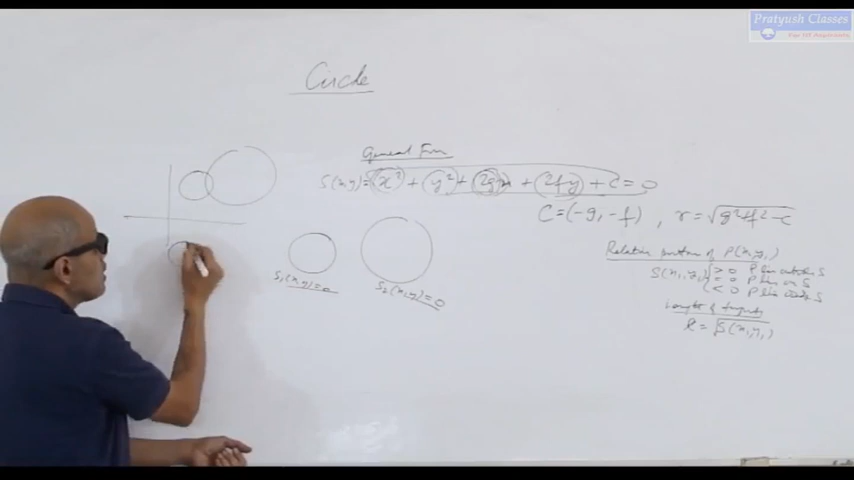 Pratyush Classes
Circle
General Form
S(x,y)= x² + y² + 2gx + 2fy + c = 0
C = (-g, -f) , r = √g²+f²-c
Relative position of P(x₁,y₁)
S(x₁,y₁) > 0 P lies outside S
= 0 P lies on S
< 0 P lies inside S
Length of tangents
l = √S(x₁,y₁)
S₁(x,y)=0
S₂(x,y)=0